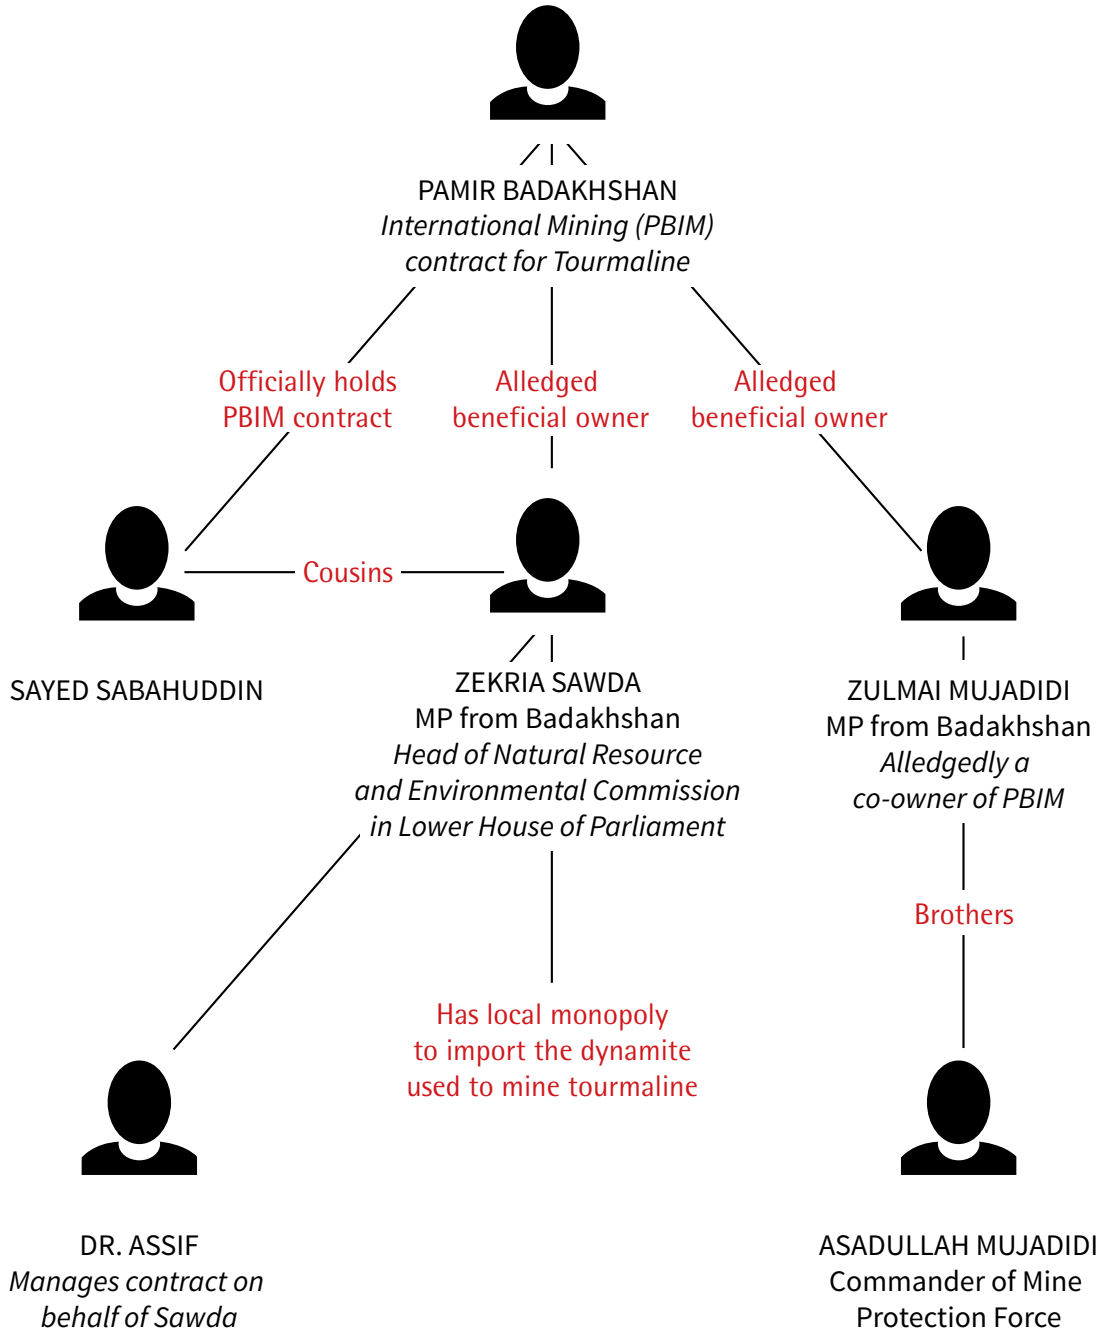 PAMIR BADAKHSHAN
International Mining (PBIM)
contract for Tourmaline
Officially holds
PBIM contract
Alledged
beneficial owner
Alledged
beneficial owner
Cousins
SAYED SABAHUDDIN
ZEKRIA SAWDA
MP from Badakhshan
Head of Natural Resource
and Environmental Commission
in Lower House of Parliament
ZULMAI MUJADIDI
MP from Badakhshan
Alledgedly a
co-owner of PBIM
Brothers
Has local monopoly
to import the dynamite
used to mine tourmaline
DR. ASSIF
Manages contract on
behalf of Sawda
ASADULLAH MUJADIDI
Commander of Mine
Protection Force